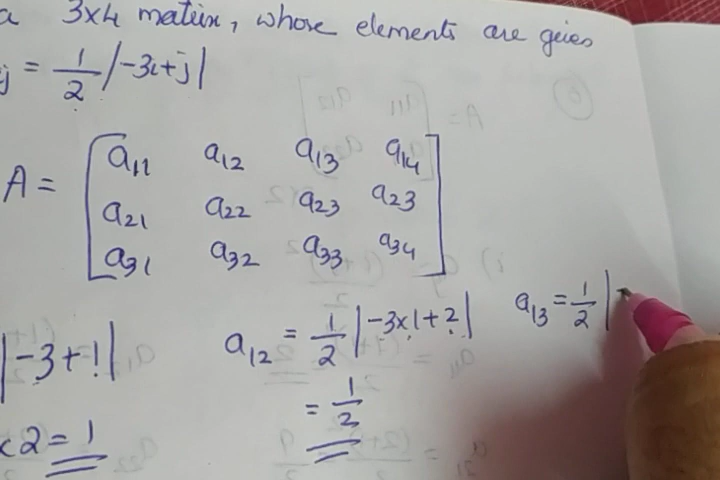 a 3x4 matrix, whose elements are given
j = 1/2 |-3i+j|
A = [a11 a12 a13 a14
a21 a22 a23 a23
a31 a32 a33 a34]
|-3+1| a12 = 1/2 |-3x1+2| a13 = 1/2 |
x2 = 1 = 1/2